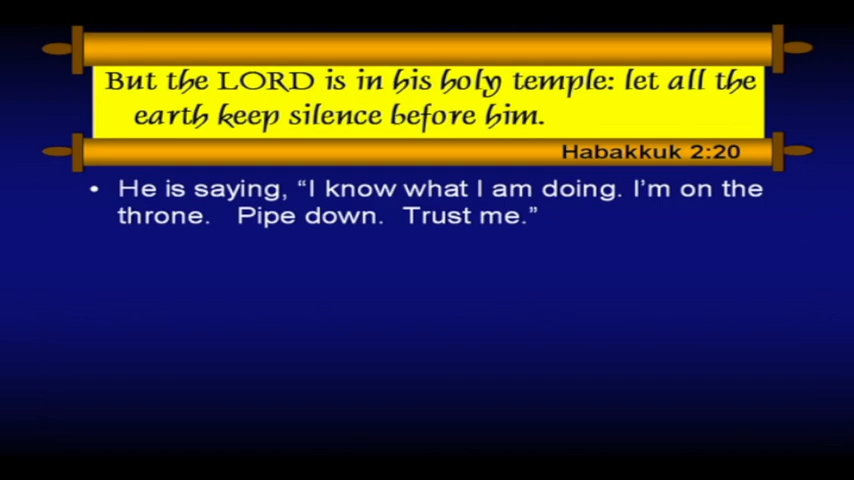 But the LORD is in his holy temple: let all the
earth keep silence before him.
Habakkuk 2:20
• He is saying, “I know what I am doing. I’m on the
throne. Pipe down. Trust me.”